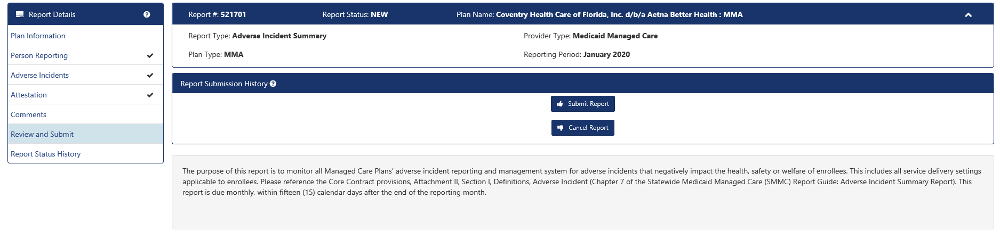 Report Details
Plan Information
Person Reporting
Adverse Incidents
Attestation
Comments
Review and Submit
Report Status History
Report #: 521701 Report Status: NEW Plan Name: Coventry Health Care of Florida, Inc. d/b/a Aetna Better Health : MMA
Report Type: Adverse Incident Summary Provider Type: Medicaid Managed Care
Plan Type: MMA Reporting Period: January 2020
Report Submission History
Submit Report
Cancel Report
The purpose of this report is to monitor all Managed Care Plans’ adverse incident reporting and management system for adverse incidents that negatively impact the health, safety or welfare of enrollees. This includes all service delivery settings
applicable to enrollees. Please reference the Core Contract provisions, Attachment II, Section I, Definitions, Adverse Incident (Chapter 7 of the Statewide Medicaid Managed Care (SMMC) Report Guide: Adverse Incident Summary Report). This
report is due monthly, within fifteen (15) calendar days after the end of the reporting month.